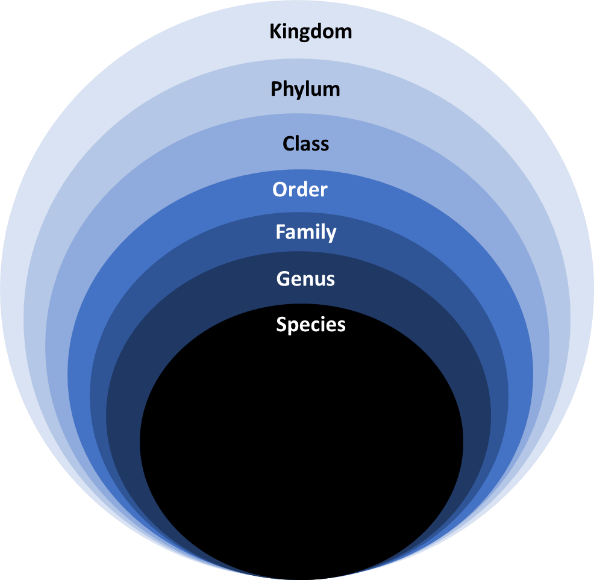 Kingdom
Phylum
Class
Order
Family
Genus
Species